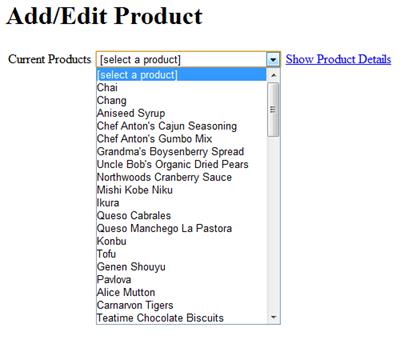 Add/Edit Product
Current Products [select a product] Show Product Details
[select a product]
Chai
Chang
Aniseed Syrup
Chef Anton's Cajun Seasoning
Chef Anton's Gumbo Mix
Grandma's Boysenberry Spread
Uncle Bob's Organic Dried Pears
Northwoods Cranberry Sauce
Mishi Kobe Niku
Ikura
Queso Cabrales
Queso Manchego La Pastora
Konbu
Tofu
Genen Shouyu
Pavlova
Alice Mutton
Carnarvon Tigers
Teatime Chocolate Biscuits